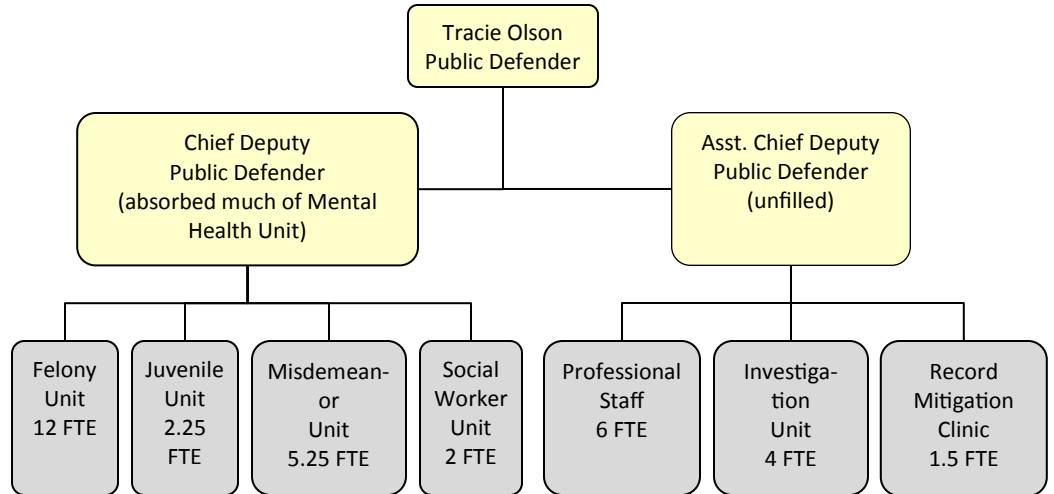 Tracie Olson
Public Defender
Chief Deputy
Public Defender
(absorbed much of Mental
Health Unit)
Asst. Chief Deputy
Public Defender
(unfilled)
Felony
Unit
12 FTE
Juvenile
Unit
2.25
FTE
Misdemean-
or
Unit
5.25 FTE
Social
Worker
Unit
2 FTE
Professional
Staff
6 FTE
Investiga-
tion
Unit
4 FTE
Record
Mitigation
Clinic
1.5 FTE